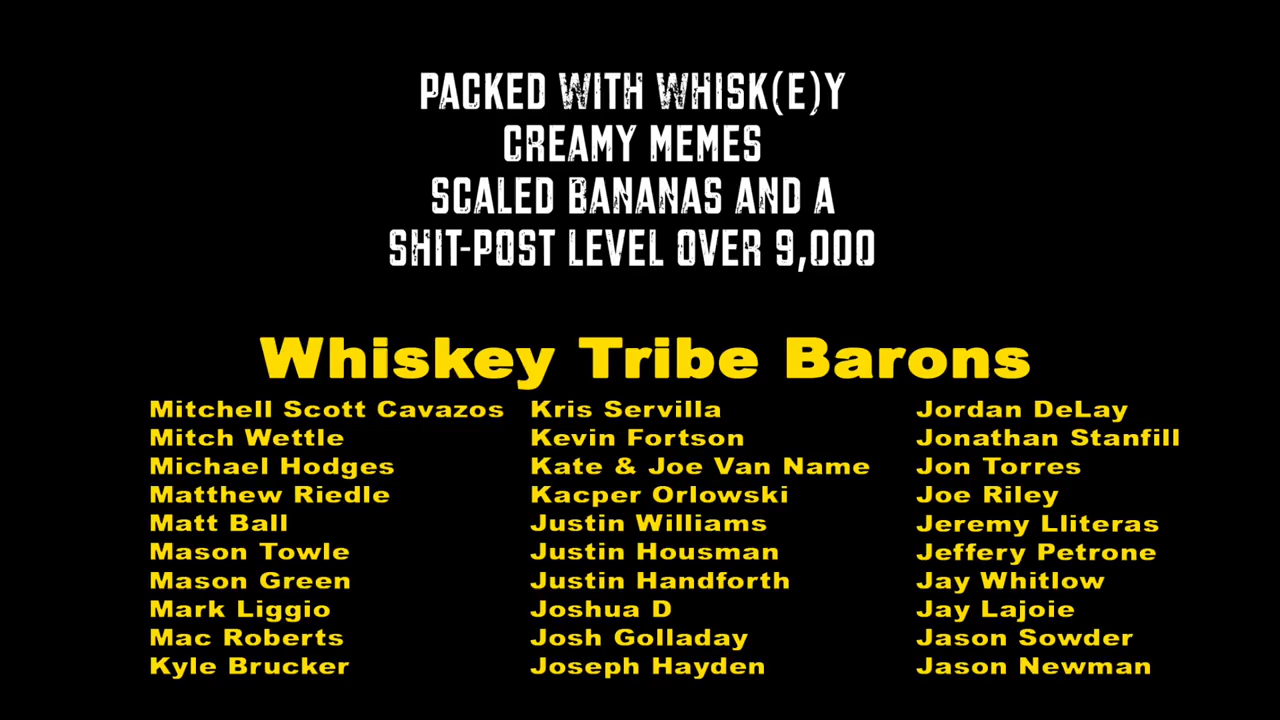 PACKED WITH WHISK(E)Y
CREAMY MEMES
SCALED BANANAS AND A
SHIT-POST LEVEL OVER 9,000
Whiskey Tribe Barons
Mitchell Scott Cavazos
Mitch Wettle
Michael Hodges
Matthew Riedle
Matt Ball
Mason Towle
Mason Green
Mark Liggio
Mac Roberts
Kyle Brucker
Kris Servilla
Kevin Fortson
Kate & Joe Van Name
Kacper Orlowski
Justin Williams
Justin Housman
Justin Handforth
Joshua D
Josh Golladay
Joseph Hayden
Jordan DeLay
Jonathan Stanfill
Jon Torres
Joe Riley
Jeremy Lliteras
Jeffery Petrone
Jay Whitlow
Jay Lajoie
Jason Sowder
Jason Newman